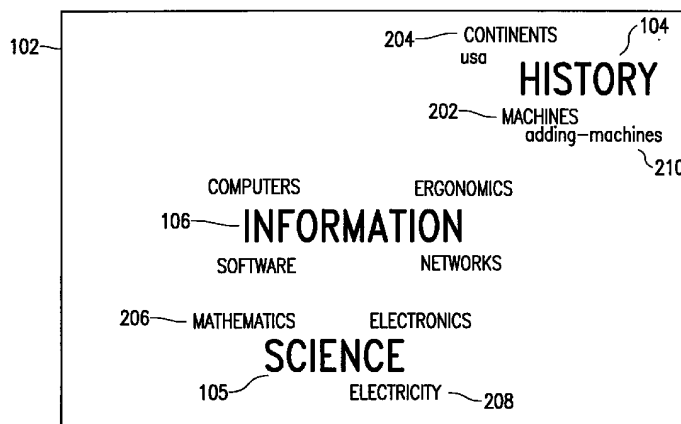 204 CONTINENTS 104
102 usa
HISTORY
202 MACHINES
adding-machines
210
COMPUTERS ERGONOMICS
106 INFORMATION
SOFTWARE NETWORKS
206 MATHEMATICS ELECTRONICS
SCIENCE
105 ELECTRICITY 208